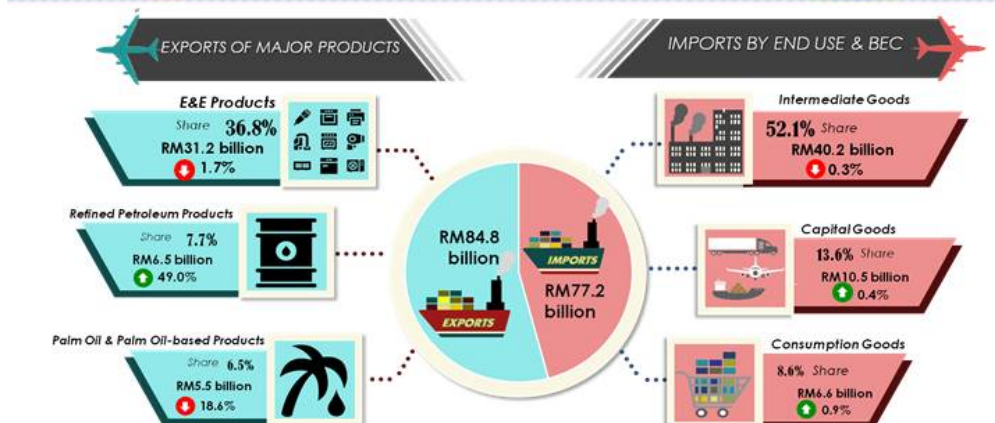 EXPORTS OF MAJOR PRODUCTS
E&E Products
Share 36.8%
RM31.2 billion
1.7%
Refined Petroleum Products
Share 7.7%
RM6.5 billion
49.0%
Palm Oil & Palm Oil-based Products
Share 6.5%
RM5.5 billion
18.6%
RM84.8
billion
EXPORTS
IMPORTS
RM77.2
billion
IMPORTS BY END USE & BEC
Intermediate Goods
52.1% Share
RM40.2 billion
0.3%
Capital Goods
13.6% Share
RM10.5 billion
0.4%
Consumption Goods
8.6% Share
RM6.6 billion
0.9%